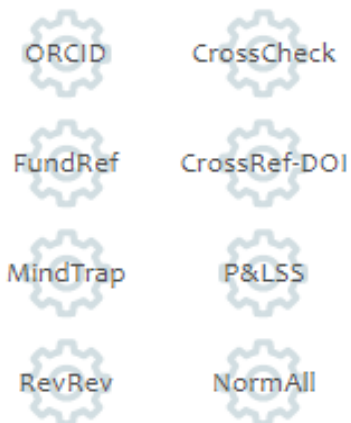 ORCID CrossCheck
FundRef CrossRef-DOI
MindTrap P&LSS
RevRev NormAll